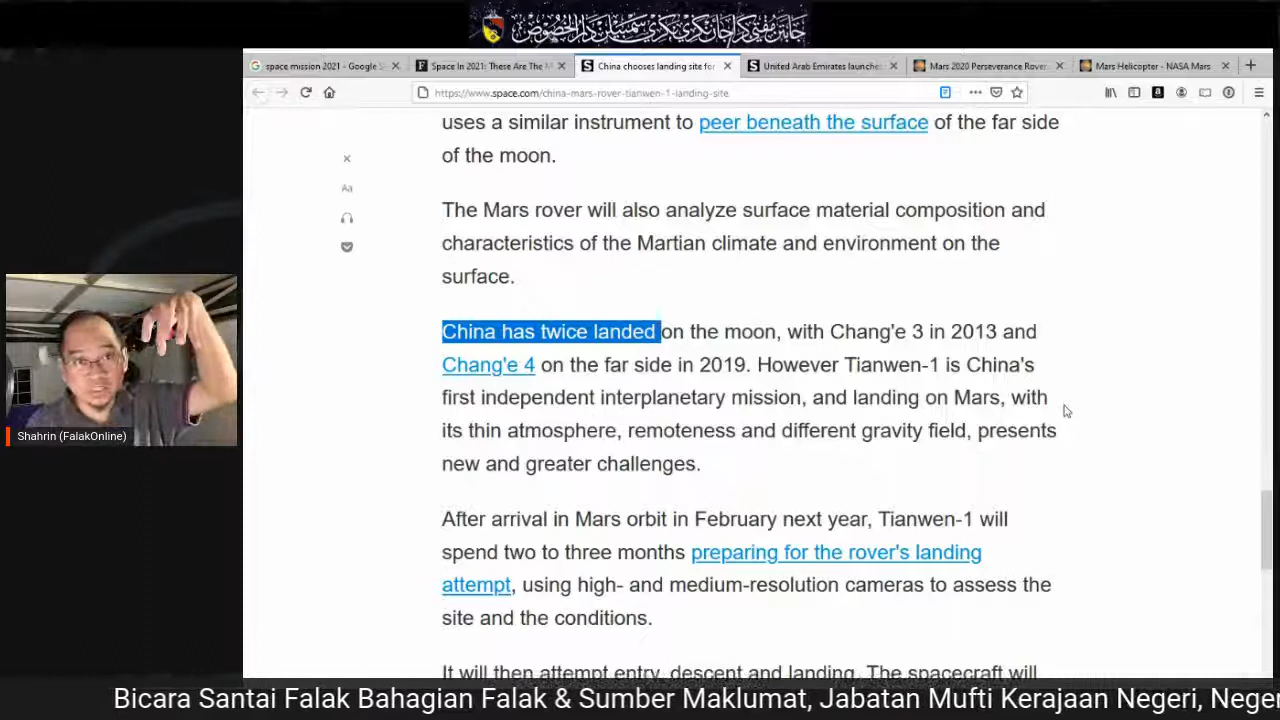 space mission 2021 - Google S
Space In 2021: These Are The M
China chooses landing site for
United Arab Emirates launches
Mars 2020 Perseverance Rover
Mars Helicopter - NASA Mars
https://www.space.com/china-mars-rover-tianwen-1-landing-site
Aa
uses a similar instrument to peer beneath the surface of the far side
of the moon.
The Mars rover will also analyze surface material composition and
characteristics of the Martian climate and environment on the
surface.
China has twice landed on the moon, with Chang'e 3 in 2013 and
Chang'e 4 on the far side in 2019. However Tianwen-1 is China's
first independent interplanetary mission, and landing on Mars, with
its thin atmosphere, remoteness and different gravity field, presents
new and greater challenges.
After arrival in Mars orbit in February next year, Tianwen-1 will
spend two to three months preparing for the rover's landing
attempt, using high- and medium-resolution cameras to assess the
site and the conditions.
It will then attempt entry, descent and landing. The spacecraft will
Shahrin (FalakOnline)
Bicara Santai Falak Bahagian Falak & Sumber Maklumat, Jabatan Mufti Kerajaan Negeri, Nege